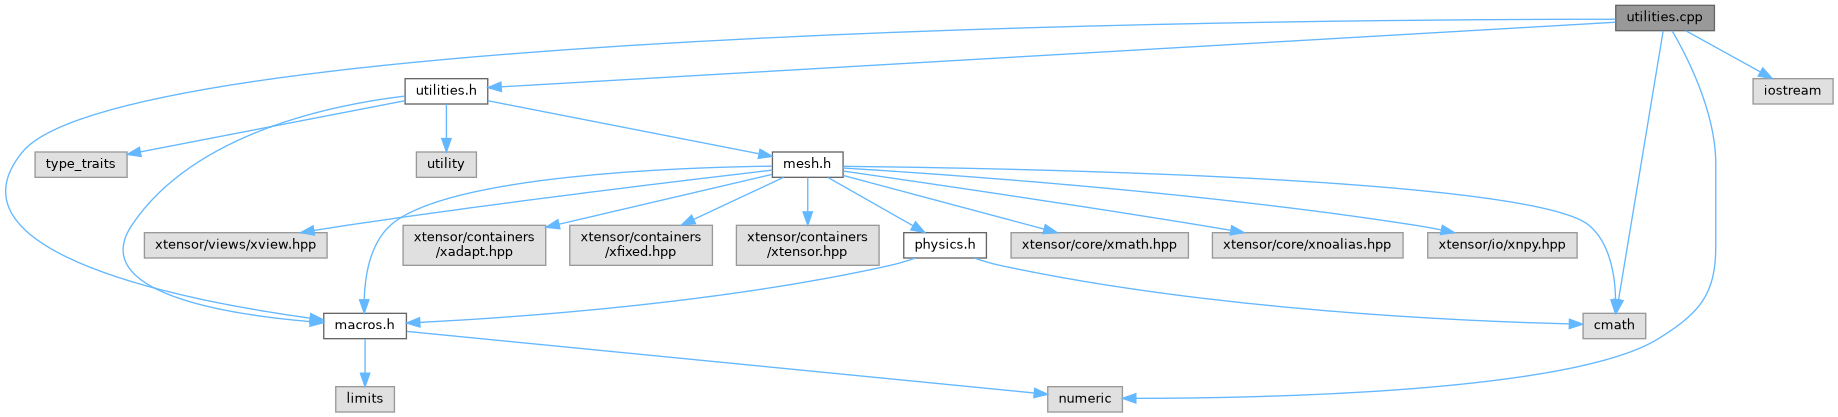 utilities.cpp
utilities.h
iostream
type_traits
utility
mesh.h
xtensor/views/xview.hpp
xtensor/containers
/xadapt.hpp
xtensor/containers
/xfixed.hpp
xtensor/containers
/xtensor.hpp
physics.h
xtensor/core/xmath.hpp
xtensor/core/xnoalias.hpp
xtensor/io/xnpy.hpp
macros.h
cmath
limits
numeric